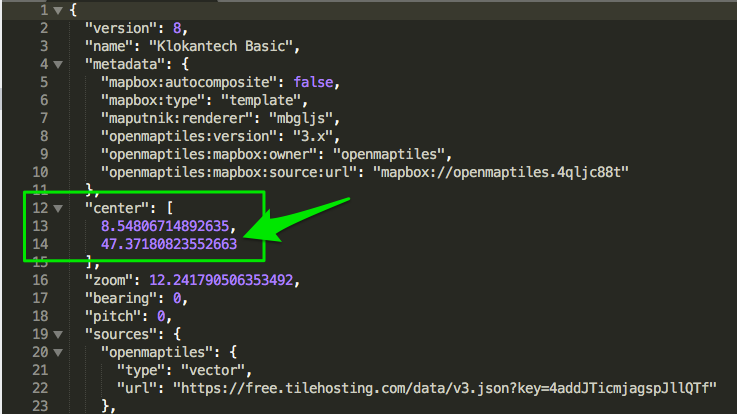 1 {
2 "version": 8,
3 "name": "Klokantech Basic",
4 "metadata": {
5 "mapbox:autocomposite": false,
6 "mapbox:type": "template",
7 "maputnik:renderer": "mbgljs",
8 "openmaptiles:version": "3.x",
9 "openmaptiles:mapbox:owner": "openmaptiles",
10 "openmaptiles:mapbox:source:url": "mapbox://openmaptiles.4qljc88t"
11 },
12 "center": [
13 8.54806714892635,
14 47.37180823552663
15 ],
16 "zoom": 12.241790506353492,
17 "bearing": 0,
18 "pitch": 0,
19 "sources": {
20 "openmaptiles": {
21 "type": "vector",
22 "url": "https://free.tilehosting.com/data/v3.json?key=4addJTicmjagspJllQTf"
23 },